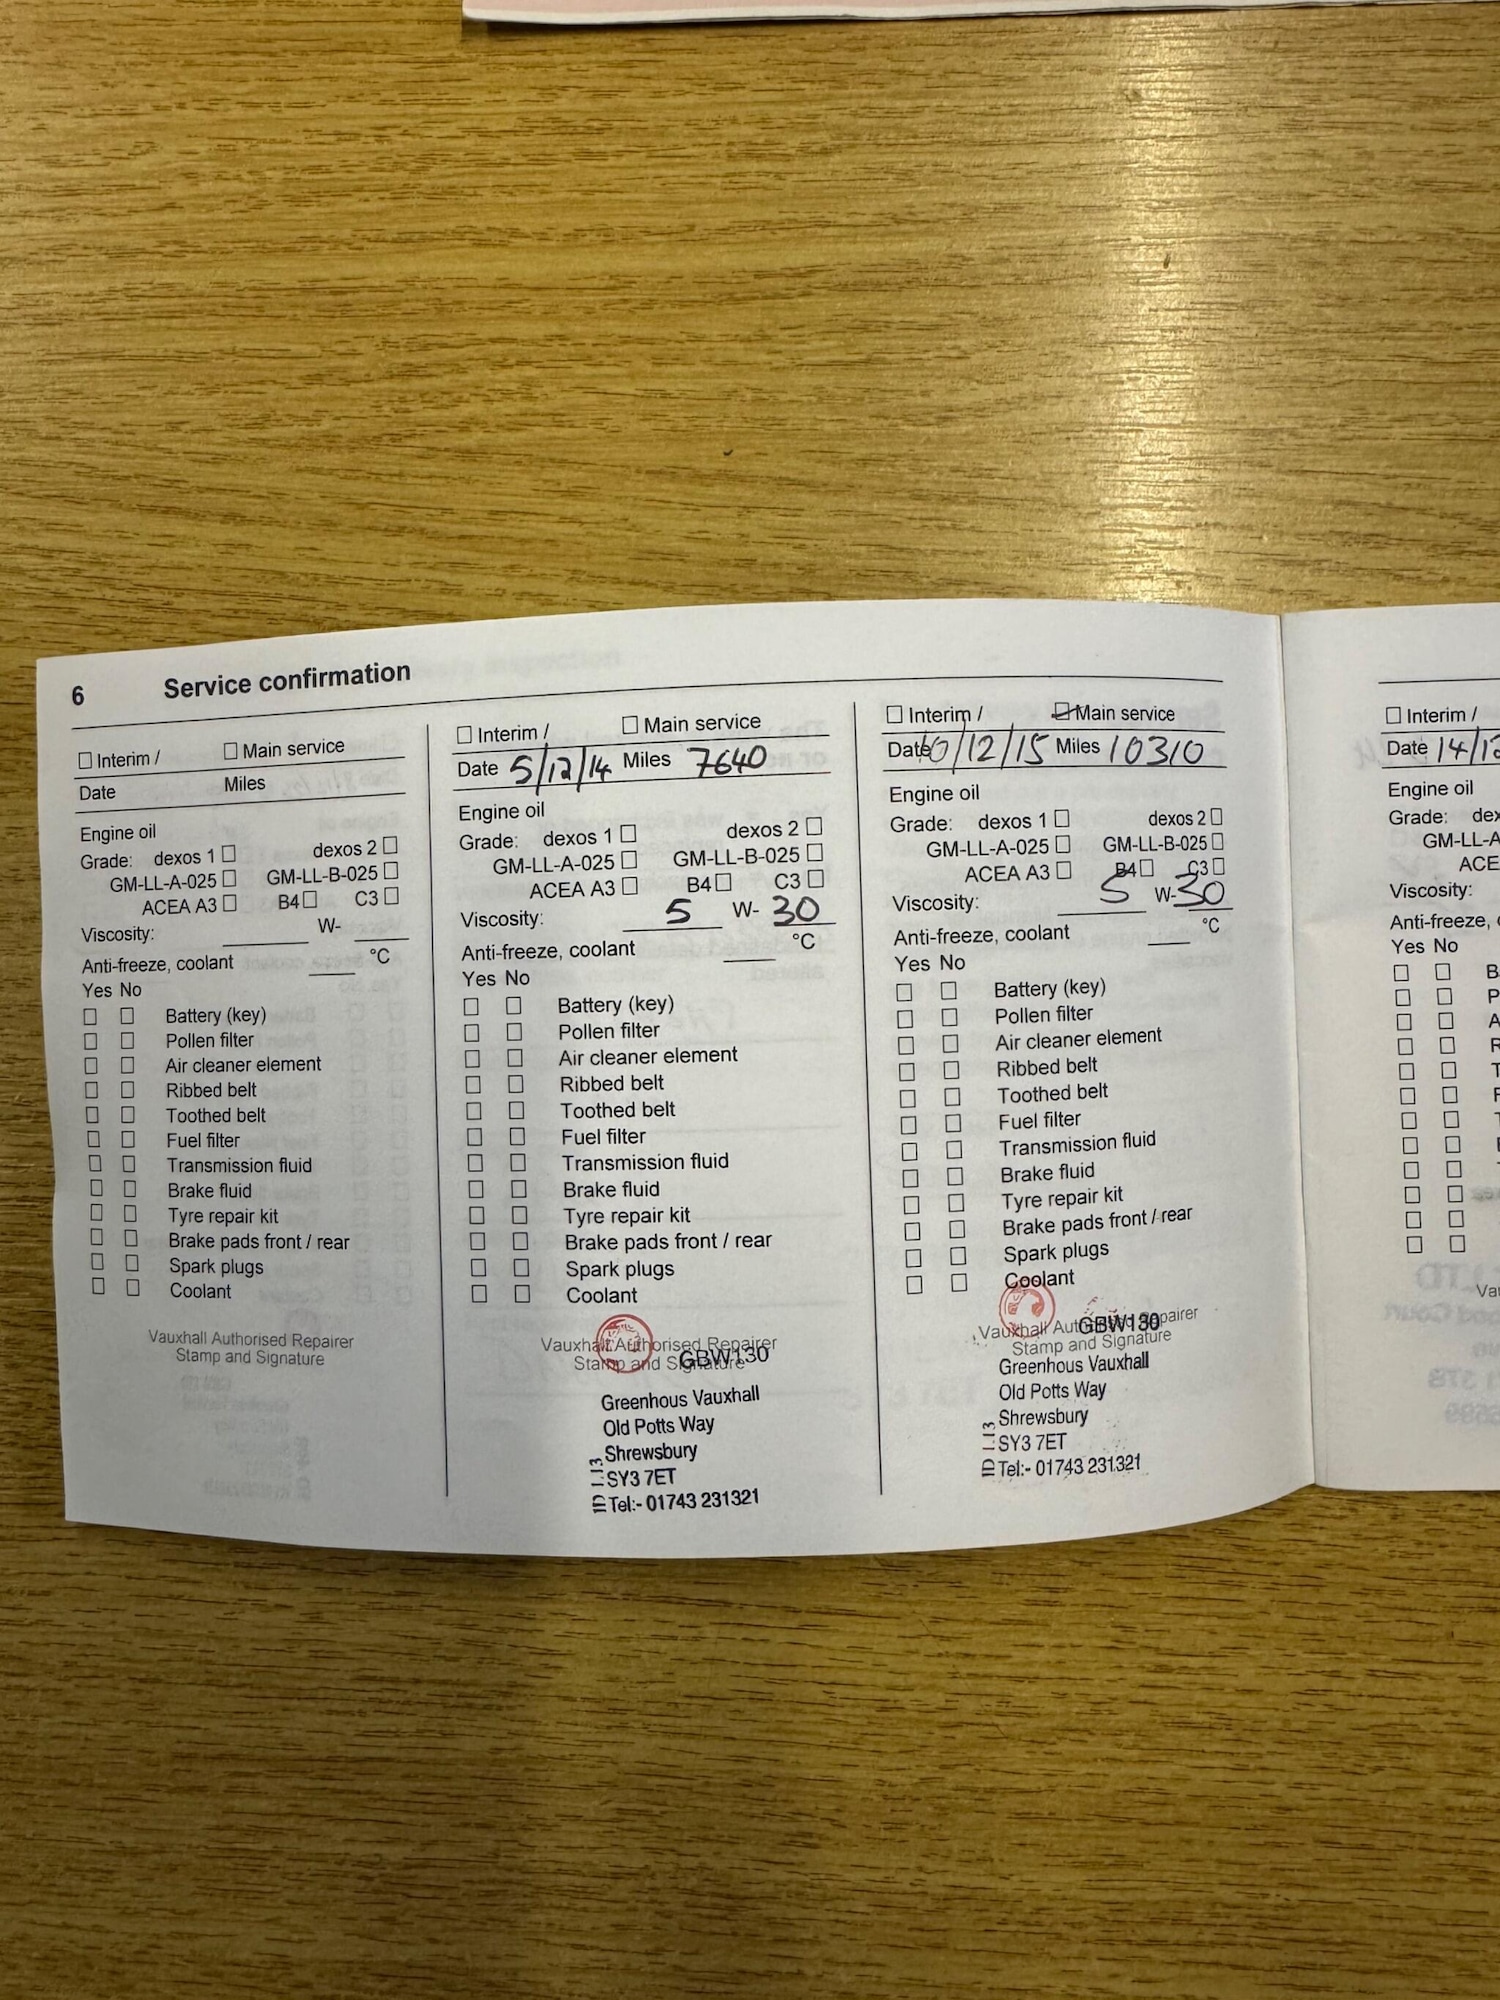 6 Service confirmation
Interim / Main service
Date Miles
Engine oil
Grade: dexos 1 dexos 2
GM-LL-A-025 GM-LL-B-025
ACEA A3 B4 C3
Viscosity: W-
Anti-freeze, coolant °C
Yes No
Battery (key)
Pollen filter
Air cleaner element
Ribbed belt
Toothed belt
Fuel filter
Transmission fluid
Brake fluid
Tyre repair kit
Brake pads front / rear
Spark plugs
Coolant
Vauxhall Authorised Repairer
Stamp and Signature
Interim / Main service
Date 5/12/14 Miles 7640
Engine oil
Grade: dexos 1 dexos 2
GM-LL-A-025 GM-LL-B-025
ACEA A3 B4 C3
Viscosity: 5 W-30
Anti-freeze, coolant °C
Yes No
Battery (key)
Pollen filter
Air cleaner element
Ribbed belt
Toothed belt
Fuel filter
Transmission fluid
Brake fluid
Tyre repair kit
Brake pads front / rear
Spark plugs
Coolant
Vauxhall Authorised Repairer
Stamp and Signature
GBW130
Greenhous Vauxhall
Old Potts Way
Shrewsbury
SY3 7ET
Tel:- 01743 231321
Interim / Main service
Date 10/12/15 Miles 10310
Engine oil
Grade: dexos 1 dexos 2
GM-LL-A-025 GM-LL-B-025
ACEA A3 B4 C3
Viscosity: 5 W-30
Anti-freeze, coolant °C
Yes No
Battery (key)
Pollen filter
Air cleaner element
Ribbed belt
Toothed belt
Fuel filter
Transmission fluid
Brake fluid
Tyre repair kit
Brake pads front / rear
Spark plugs
Coolant
Vauxhall Authorised Repairer
Stamp and Signature
GBW130
Greenhous Vauxhall
Old Potts Way
Shrewsbury
SY3 7ET
Tel:- 01743 231321
Interim /
Date 14/12
Engine oil
Grade:
GM-LL-A
ACE
Viscosity:
Anti-freeze,
Yes No